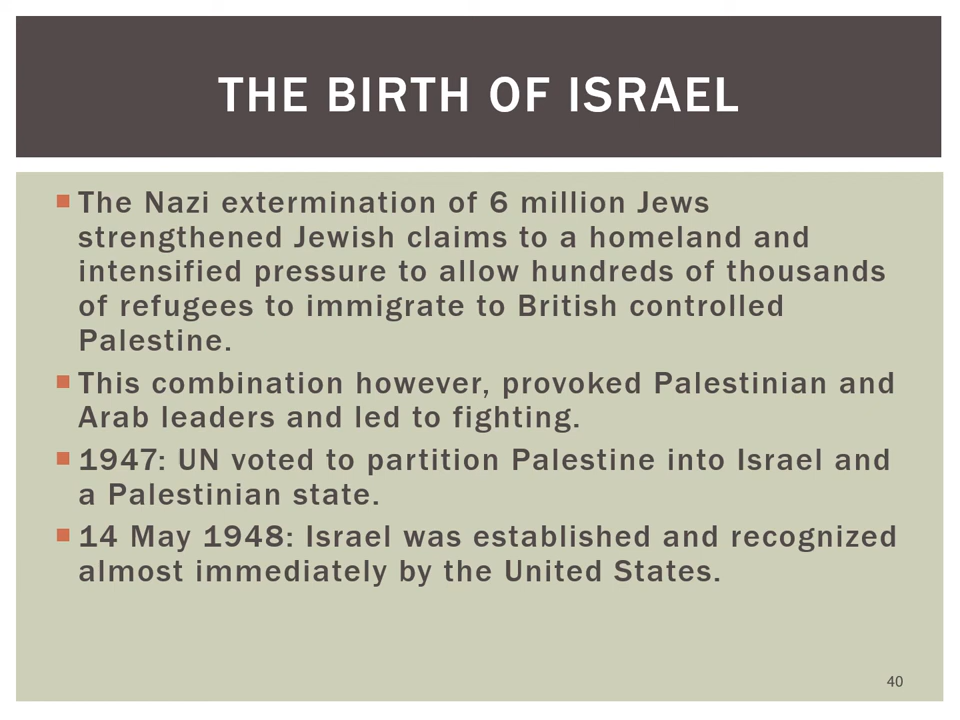 THE BIRTH OF ISRAEL
The Nazi extermination of 6 million Jews
strengthened Jewish claims to a homeland and
intensified pressure to allow hundreds of thousands
of refugees to immigrate to British controlled
Palestine.
This combination however, provoked Palestinian and
Arab leaders and led to fighting.
1947: UN voted to partition Palestine into Israel and
a Palestinian state.
14 May 1948: Israel was established and recognized
almost immediately by the United States.
40